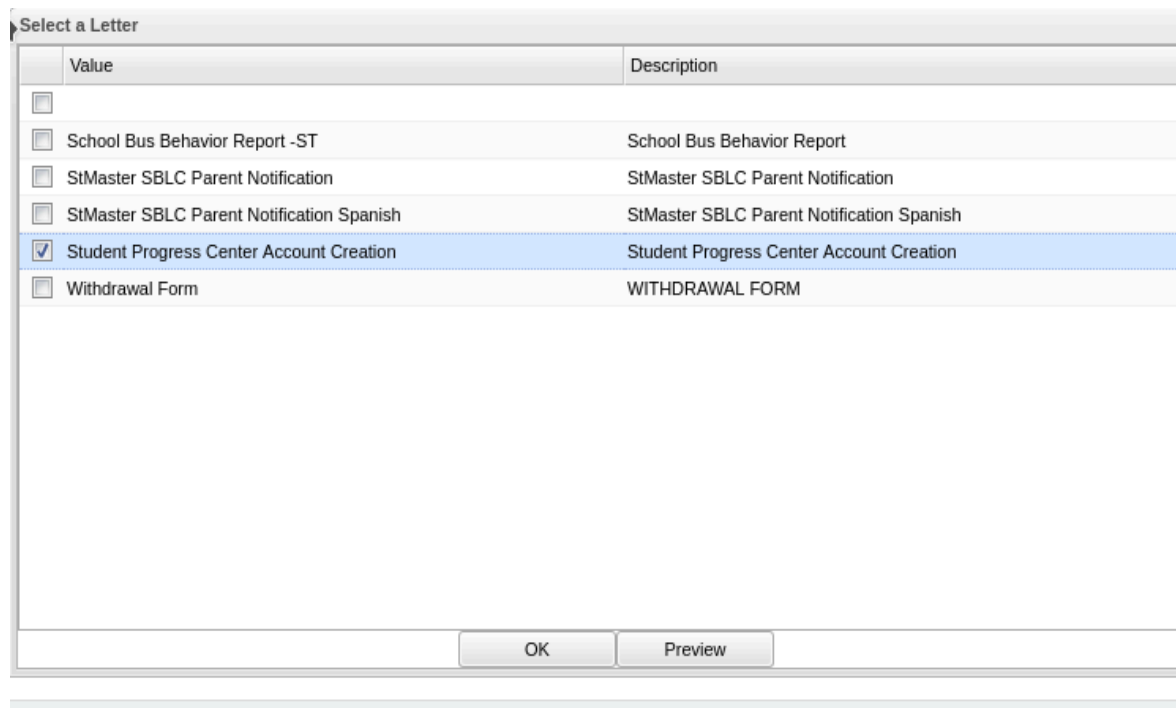 Select a Letter
Value Description
School Bus Behavior Report -ST School Bus Behavior Report
StMaster SBLC Parent Notification StMaster SBLC Parent Notification
StMaster SBLC Parent Notification Spanish StMaster SBLC Parent Notification Spanish
Student Progress Center Account Creation Student Progress Center Account Creation
Withdrawal Form WITHDRAWAL FORM
OK Preview